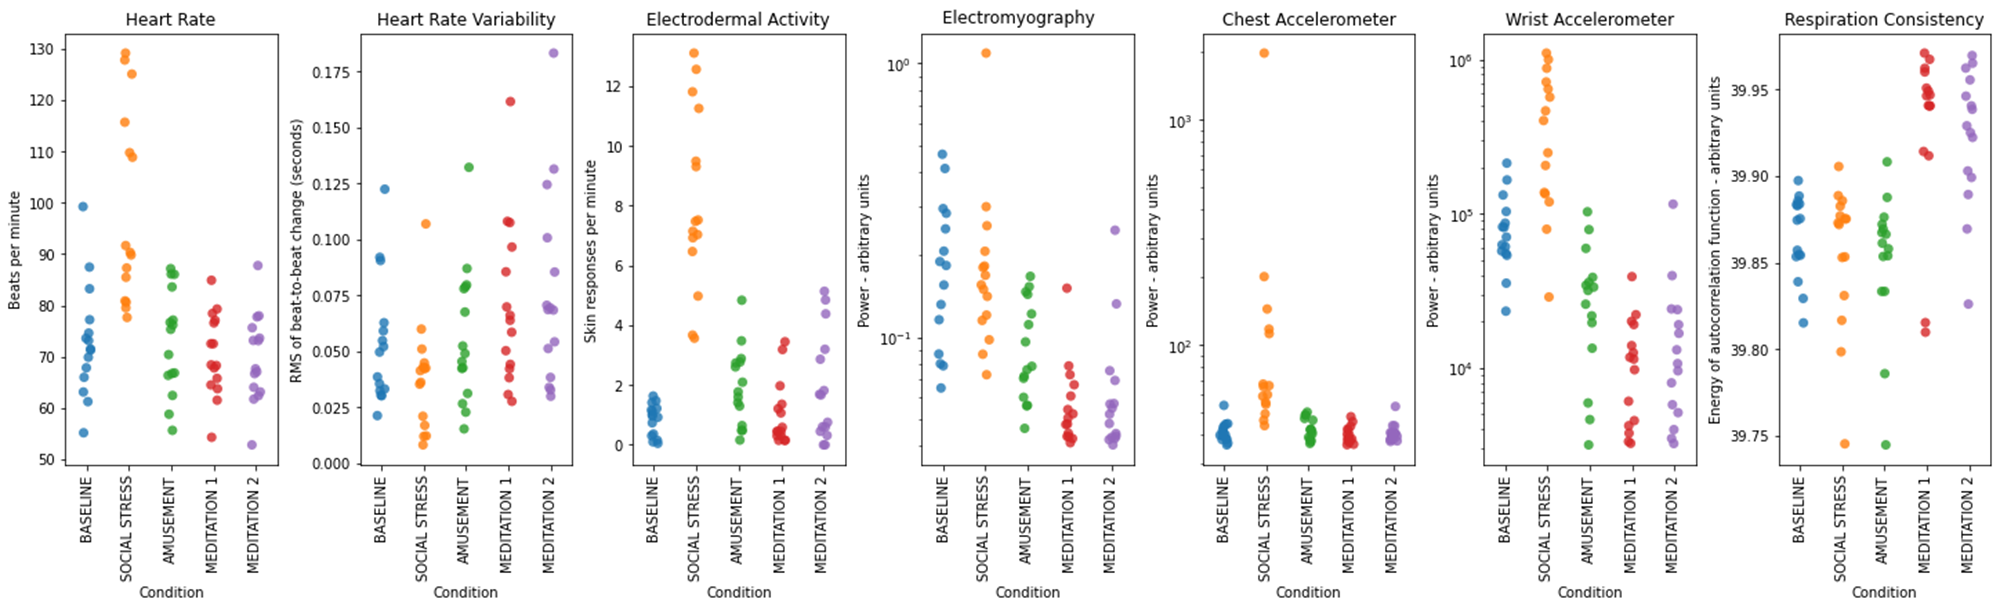 Heart Rate
Beats per minute
130
120
110
100
90
80
70
60
50
BASELINE
SOCIAL STRESS
AMUSEMENT
MEDITATION 1
MEDITATION 2
Condition
Heart Rate Variability
RMS of beat-to-beat change (seconds)
0.175
0.150
0.125
0.100
0.075
0.050
0.025
0.000
BASELINE
SOCIAL STRESS
AMUSEMENT
MEDITATION 1
MEDITATION 2
Condition
Electrodermal Activity
Skin responses per minute
12
10
8
6
4
2
0
BASELINE
SOCIAL STRESS
AMUSEMENT
MEDITATION 1
MEDITATION 2
Condition
Electromyography
Power - arbitrary units
10⁰
10⁻¹
BASELINE
SOCIAL STRESS
AMUSEMENT
MEDITATION 1
MEDITATION 2
Condition
Chest Accelerometer
Power - arbitrary units
10³
10²
BASELINE
SOCIAL STRESS
AMUSEMENT
MEDITATION 1
MEDITATION 2
Condition
Wrist Accelerometer
Power - arbitrary units
10⁶
10⁵
10⁴
BASELINE
SOCIAL STRESS
AMUSEMENT
MEDITATION 1
MEDITATION 2
Condition
Respiration Consistency
Energy of autocorrelation function - arbitrary units
39.95
39.90
39.85
39.80
39.75
BASELINE
SOCIAL STRESS
AMUSEMENT
MEDITATION 1
MEDITATION 2
Condition